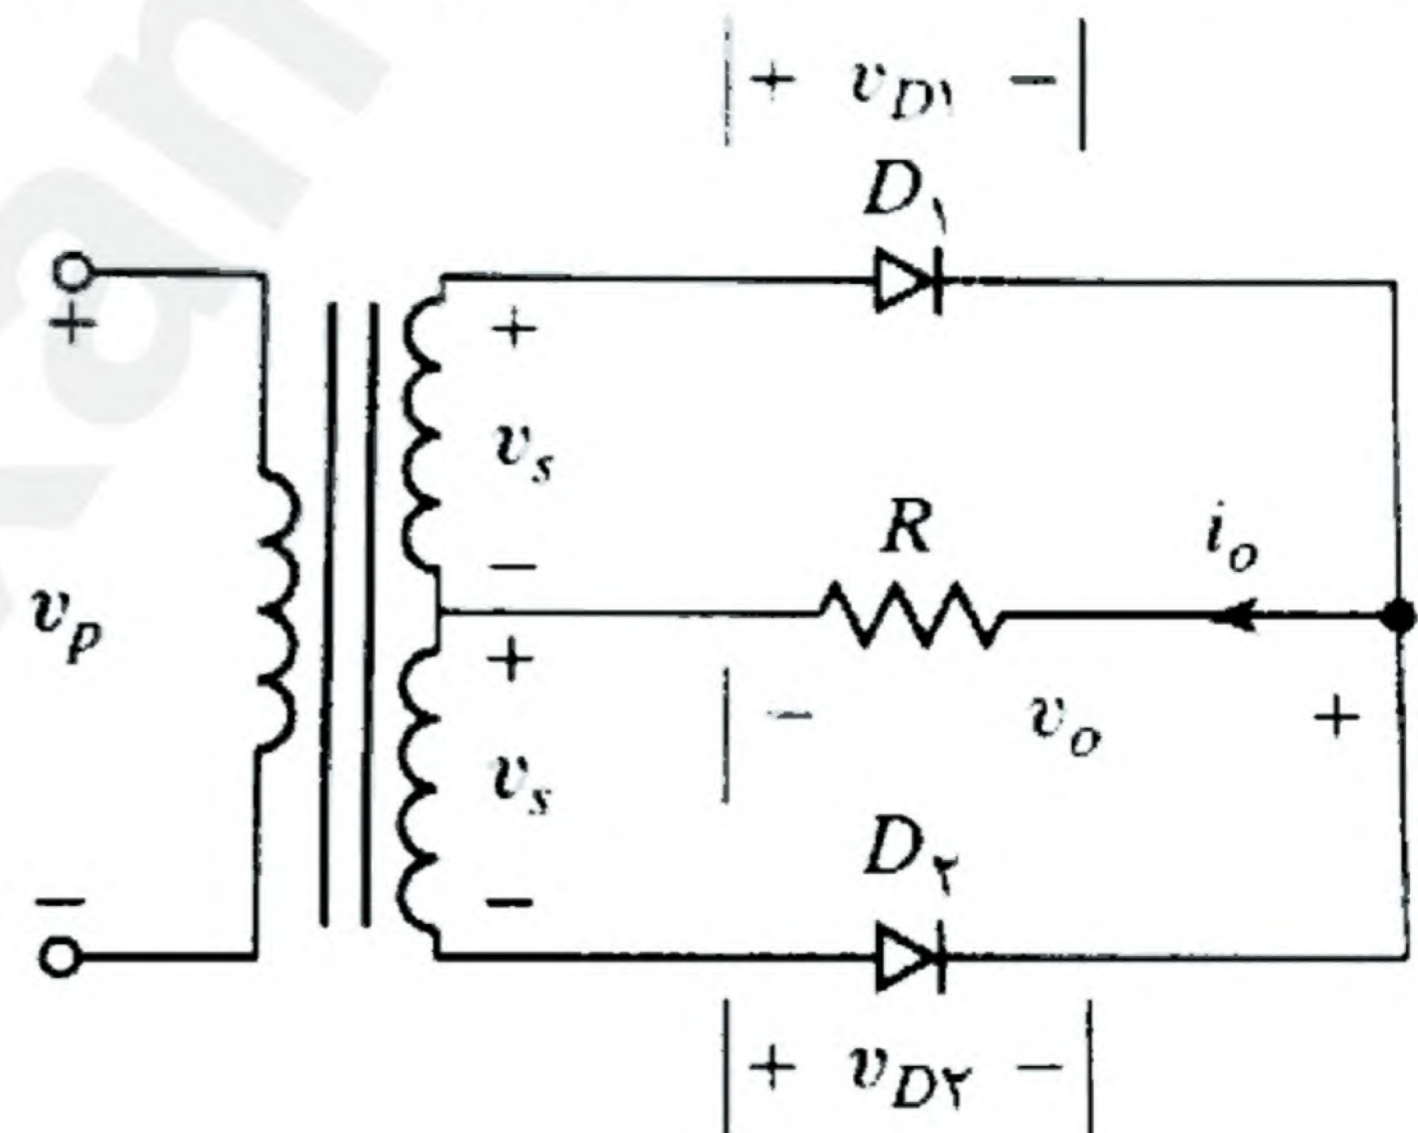 + v_D۱ −
D۱
+
+
v_s
−
R
i_o
v_p
+
−
v_o
+
v_s
D۲
−
−
+ v_D۲ −